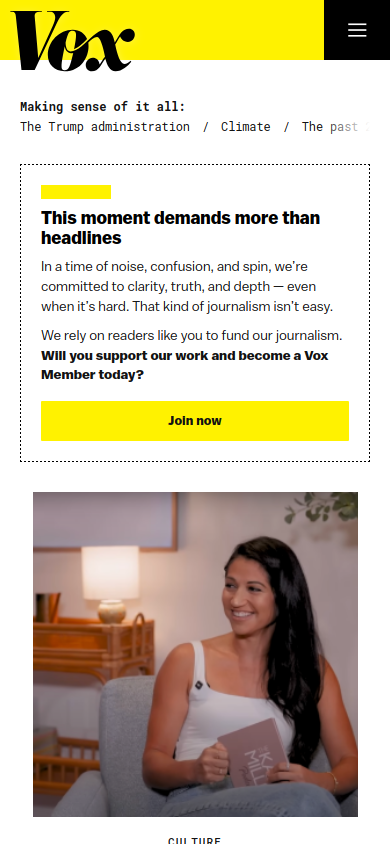 Vox
Making sense of it all:
The Trump administration / Climate / The past
This moment demands more than
headlines
In a time of noise, confusion, and spin, we're
committed to clarity, truth, and depth — even
when it's hard. That kind of journalism isn't easy.
We rely on readers like you to fund our journalism.
Will you support our work and become a Vox
Member today?
Join now
CULTURE